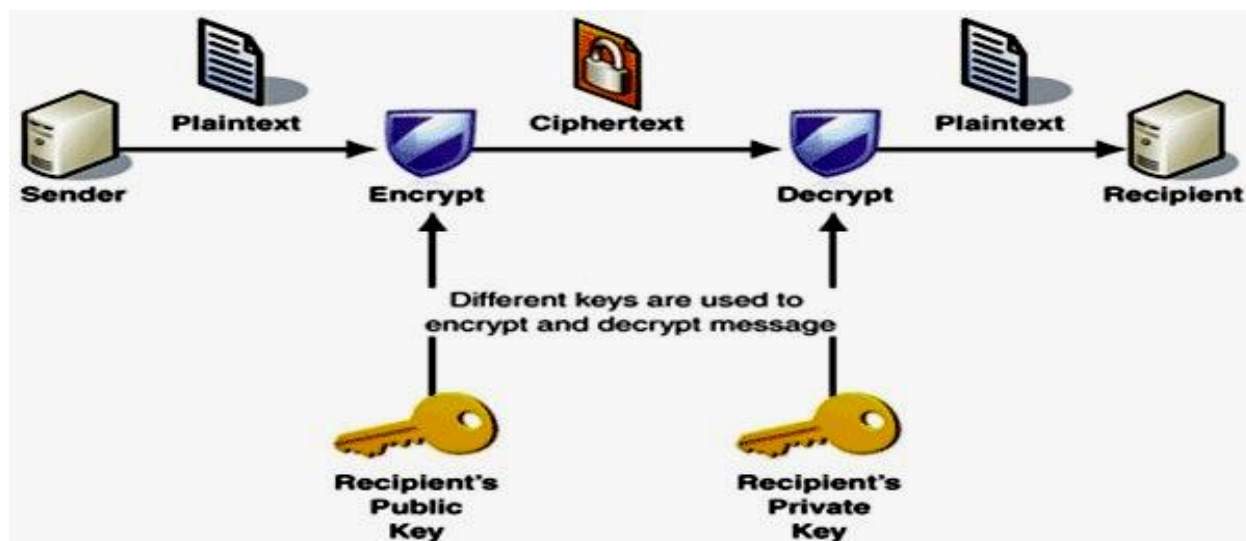 Plaintext
Ciphertext
Plaintext
Sender
Encrypt
Decrypt
Recipient
Different keys are used to
encrypt and decrypt message
Recipient's
Public
Key
Recipient's
Private
Key